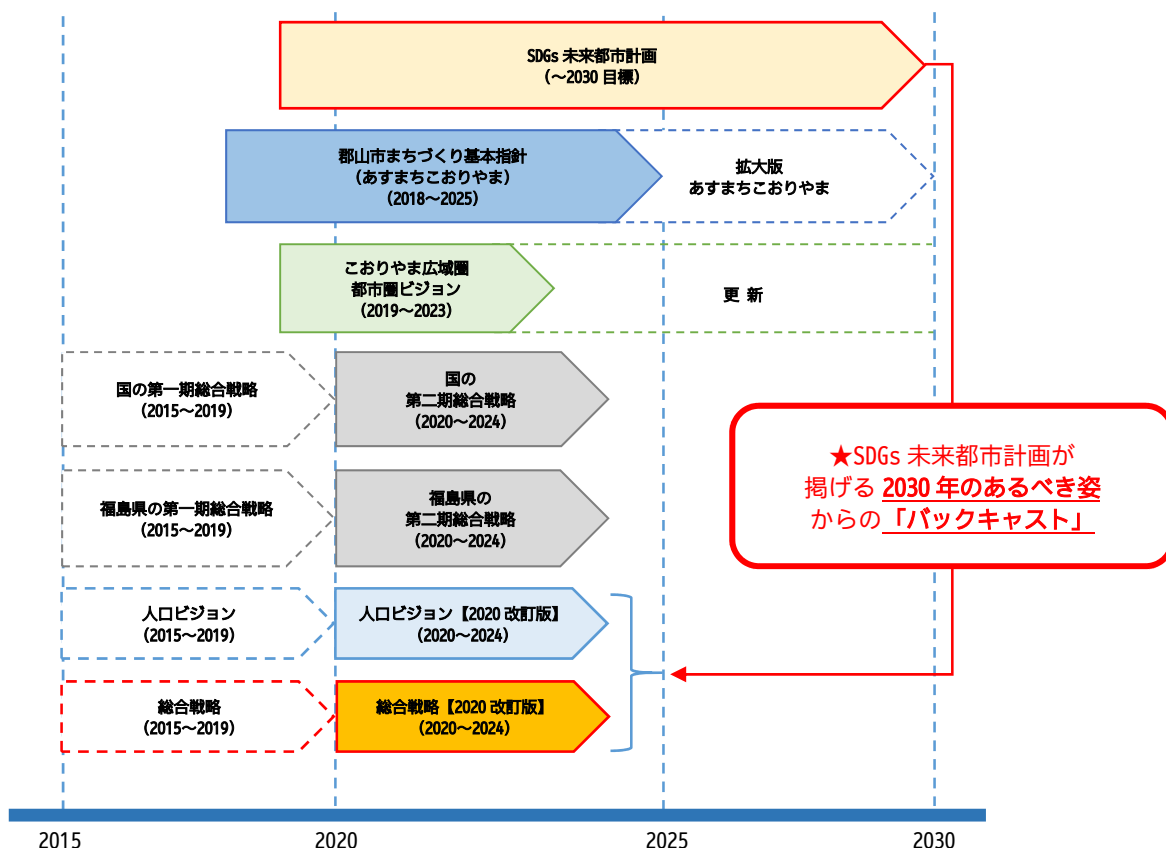 SDGs 未来都市計画
（～2030 目標）
郡山市まちづくり基本指針
（あすまちこおりやま）
（2018～2025）
拡大版
あすまちこおりやま
こおりやま広域圏
都市圏ビジョン
（2019～2023）
更 新
国の第一期総合戦略
（2015～2019）
国の
第二期総合戦略
（2020～2024）
福島県の第一期総合戦略
（2015～2019）
福島県の
第二期総合戦略
（2020～2024）
★SDGs 未来都市計画が
掲げる 2030 年のあるべき姿
からの「バックキャスト」
人口ビジョン
（2015～2019）
人口ビジョン【2020 改訂版】
（2020～2024）
総合戦略
（2015～2019）
総合戦略【2020 改訂版】
（2020～2024）
2015
2020
2025
2030